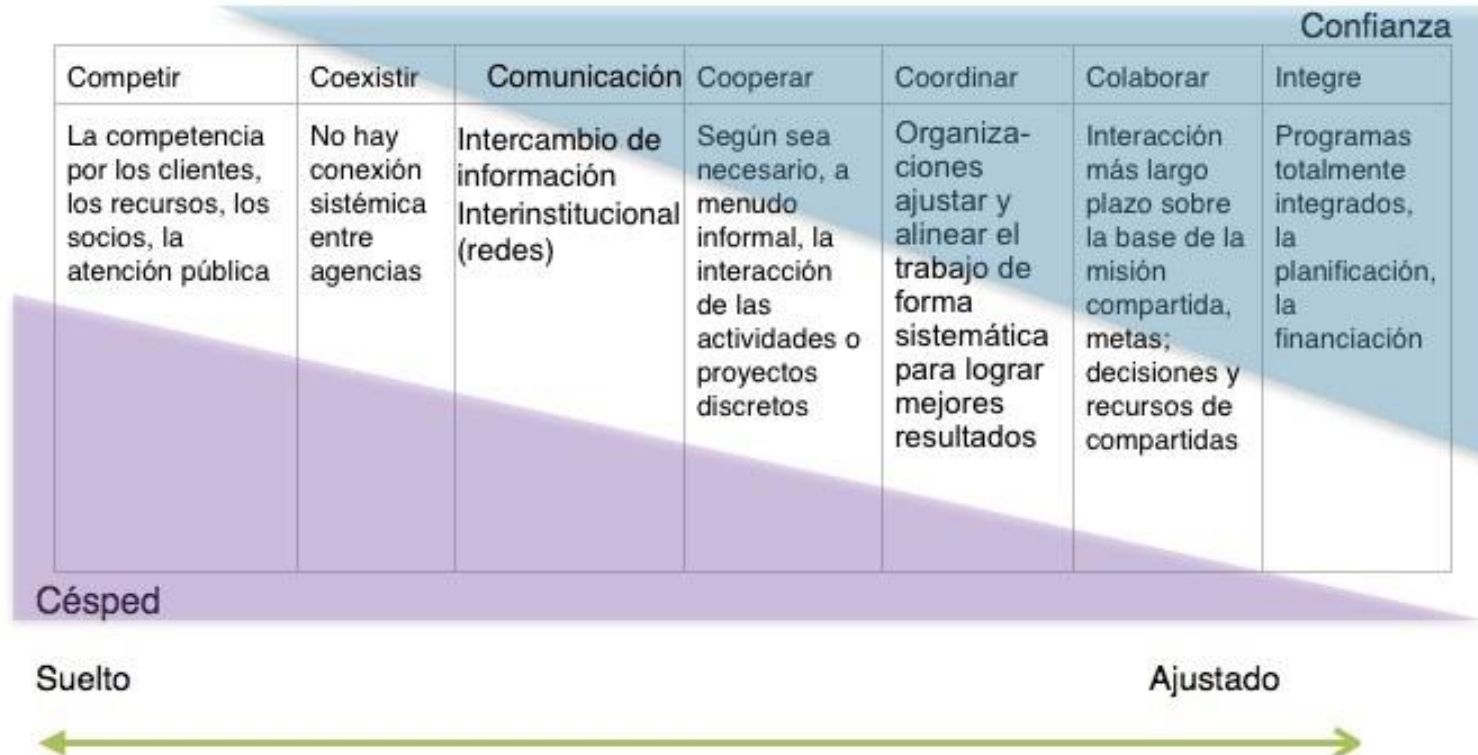 Confianza
Competir
Coexistir
Comunicación
Cooperar
Coordinar
Colaborar
Integre
La competencia
por los clientes,
los recursos, los
socios, la
atención pública
No hay
conexión
sistémica
entre
agencias
Intercambio de
información
Interinstitucional
(redes)
Según sea
necesario, a
menudo
informal, la
interacción
de las
actividades o
proyectos
discretos
Organiza-
ciones
ajustar y
alinear el
trabajo de
forma
sistemática
para lograr
mejores
resultados
Interacción
más largo
plazo sobre
la base de la
misión
compartida,
metas;
decisiones y
recursos de
compartidas
Programas
totalmente
integrados,
la
planificación,
la
financiación
Césped
Suelto
Ajustado